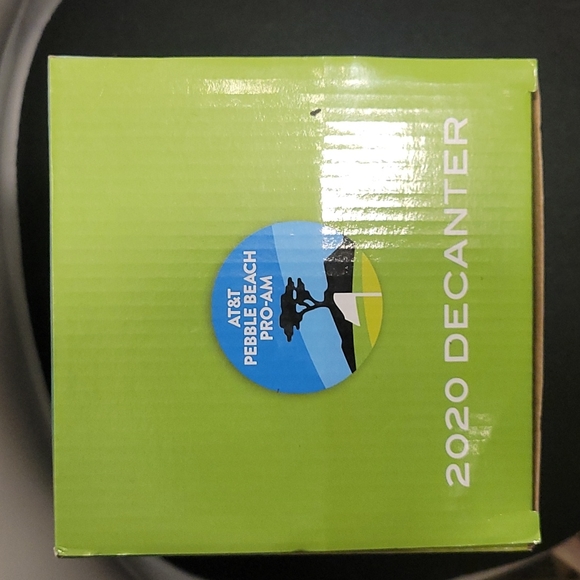 AT&T
PEBBLE BEACH
PRO-AM
2020 DECANTER